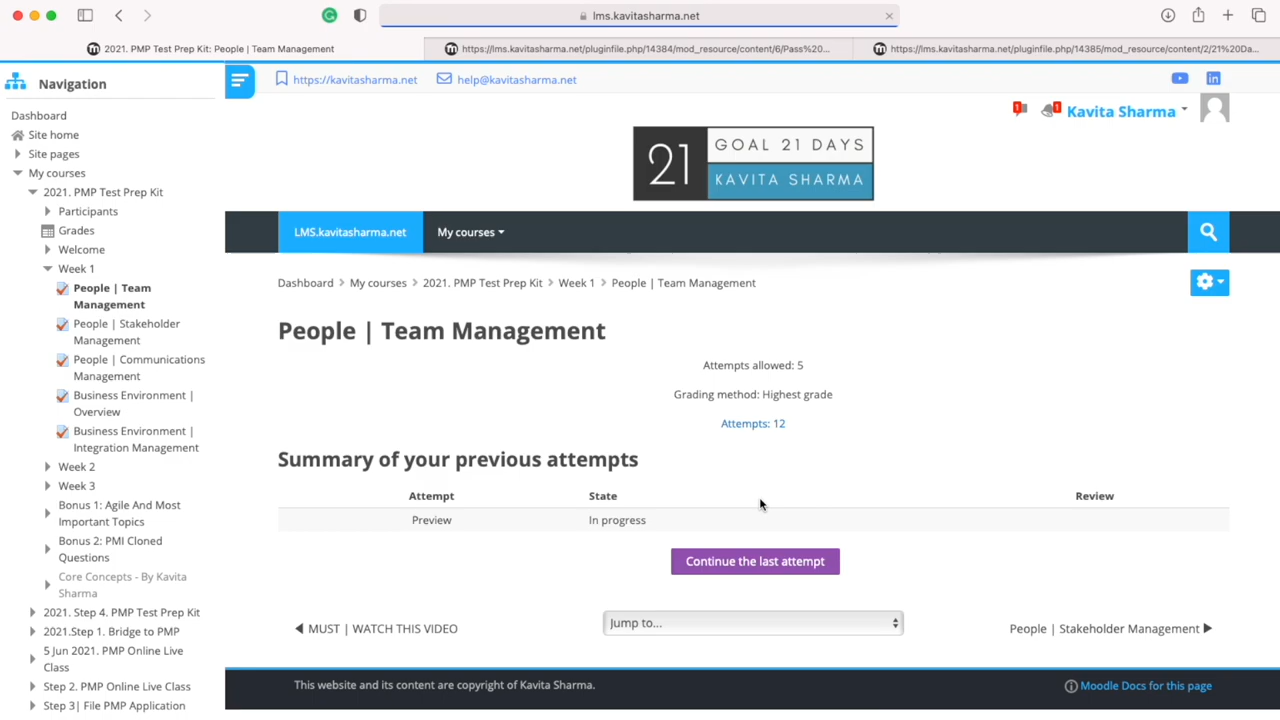 lms.kavitasharma.net
2021. PMP Test Prep Kit: People | Team Management
https://lms.kavitasharma.net/pluginfile.php/14384/mod_resource/content/6/Pass%20...
https://lms.kavitasharma.net/pluginfile.php/14385/mod_resource/content/2/21%20Da...
Navigation
Dashboard
Site home
Site pages
My courses
2021. PMP Test Prep Kit
Participants
Grades
Welcome
Week 1
People | Team
Management
People | Stakeholder
Management
People | Communications
Management
Business Environment |
Overview
Business Environment |
Integration Management
Week 2
Week 3
Bonus 1: Agile And Most
Important Topics
Bonus 2: PMI Cloned
Questions
Core Concepts - By Kavita
Sharma
2021. Step 4. PMP Test Prep Kit
2021.Step 1. Bridge to PMP
5 Jun 2021. PMP Online Live
Class
Step 2. PMP Online Live Class
Step 3| File PMP Application
https://kavitasharma.net
help@kavitasharma.net
1
1
Kavita Sharma
21
GOAL 21 DAYS
KAVITA SHARMA
LMS.kavitasharma.net
My courses
Dashboard > My courses > 2021. PMP Test Prep Kit > Week 1 > People | Team Management
People | Team Management
Attempts allowed: 5
Grading method: Highest grade
Attempts: 12
Summary of your previous attempts
Attempt State Review
Preview In progress
Continue the last attempt
MUST | WATCH THIS VIDEO
Jump to...
People | Stakeholder Management
This website and its content are copyright of Kavita Sharma.
Moodle Docs for this page